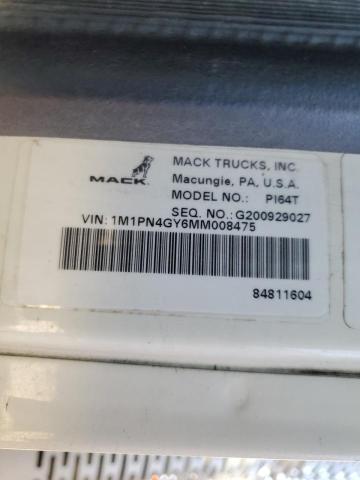 MACK TRUCKS, INC.
MACK. Macungie, PA, U.S.A.
MODEL NO.: PI64T
SEQ. NO.: G200929027
VIN: 1M1PN4GY6MM008475
84811604